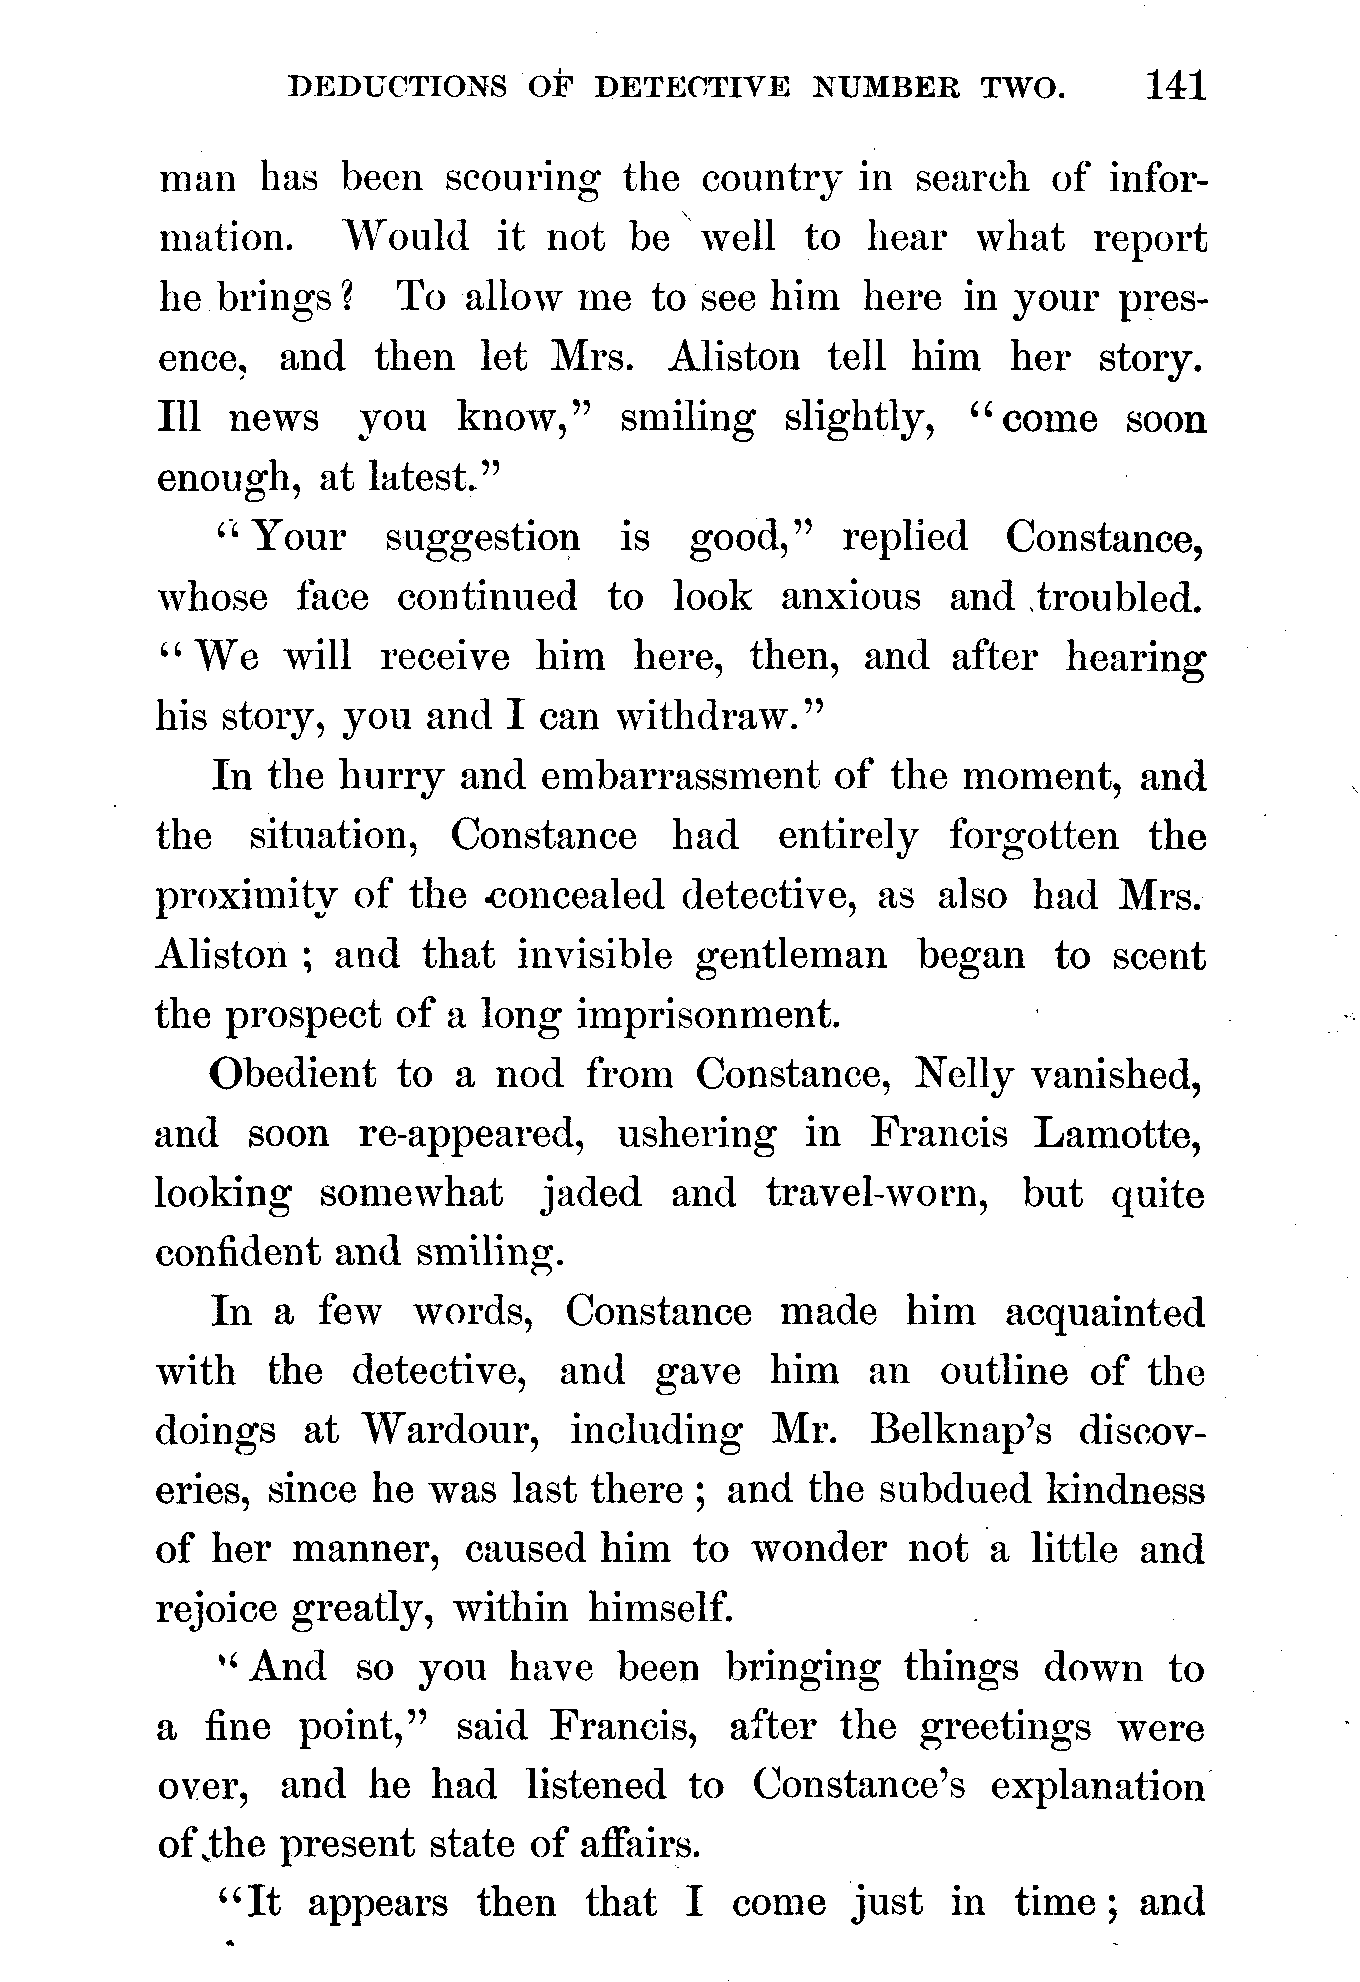 DEDUCTIONS OF DETECTIVE NUMBER TWO. 141
man has been scouring the country in search of infor-
mation. Would it not be well to hear what report
he brings? To allow me to see him here in your pres-
ence, and then let Mrs. Aliston tell him her story.
Ill news you know," smiling slightly, "come soon
enough, at latest."
"Your suggestion is good," replied Constance,
whose face continued to look anxious and troubled.
"We will receive him here, then, and after hearing
his story, you and I can withdraw."
In the hurry and embarrassment of the moment, and
the situation, Constance had entirely forgotten the
proximity of the concealed detective, as also had Mrs.
Aliston; and that invisible gentleman began to scent
the prospect of a long imprisonment.
Obedient to a nod from Constance, Nelly vanished,
and soon re-appeared, ushering in Francis Lamotte,
looking somewhat jaded and travel-worn, but quite
confident and smiling.
In a few words, Constance made him acquainted
with the detective, and gave him an outline of the
doings at Wardour, including Mr. Belknap's discov-
eries, since he was last there; and the subdued kindness
of her manner, caused him to wonder not a little and
rejoice greatly, within himself.
"And so you have been bringing things down to
a fine point," said Francis, after the greetings were
over, and he had listened to Constance's explanation
of the present state of affairs.
"It appears then that I come just in time; and